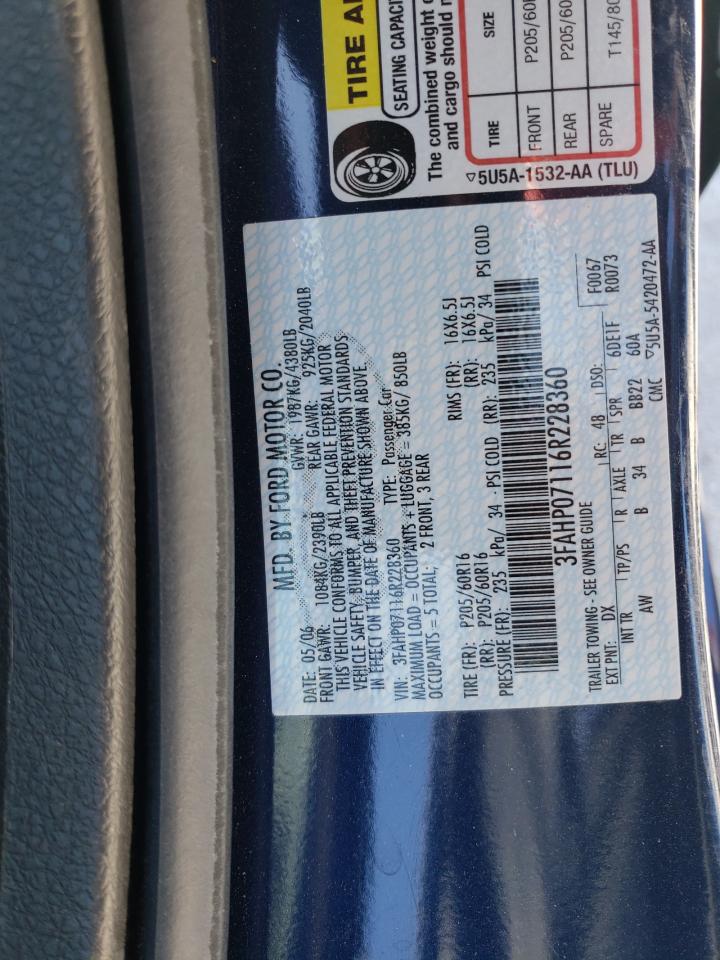 TIRE
SEATING CAPACI
The combined weight o
and cargo should n
TIRE SIZE
FRONT P205/60
REAR P205/60
SPARE T145/80
5U5A-1532-AA (TLU)
MFD. BY FORD MOTOR CO.
DATE: 05/06 GVWR: 1987KG/4380LB
FRONT GAWR: 1084KG/2390LB REAR GAWR: 925KG/2040LB
THIS VEHICLE CONFORMS TO ALL APPLICABLE FEDERAL MOTOR
VEHICLE SAFETY, BUMPER, AND THEFT PREVENTION STANDARDS
IN EFFECT ON THE DATE OF MANUFACTURE SHOWN ABOVE.
VIN: 3FAHP07116R228360 TYPE: Passenger Car
MAXIMUM LOAD = OCCUPANTS + LUGGAGE = 385KG/ 850LB
OCCUPANTS = 5 TOTAL; 2 FRONT, 3 REAR
TIRE (FR): P205/60R16 RIMS (FR): 16X6.5J
(RR): P205/60R16 (RR): 16X6.5J
PRESSURE (FR): 235 kPa/ 34 PSI COLD (RR): 235 kPa/ 34 PSI COLD
3FAHP07116R228360
TRAILER TOWING - SEE OWNER GUIDE F0067
EXT PNT: DX RC: 48 DSO: 6DE1F R0073
INT TR TP/PS R AXLE TR SPR 60A
AW B 34 B BB22
CMC 5U5A-5420472-AA